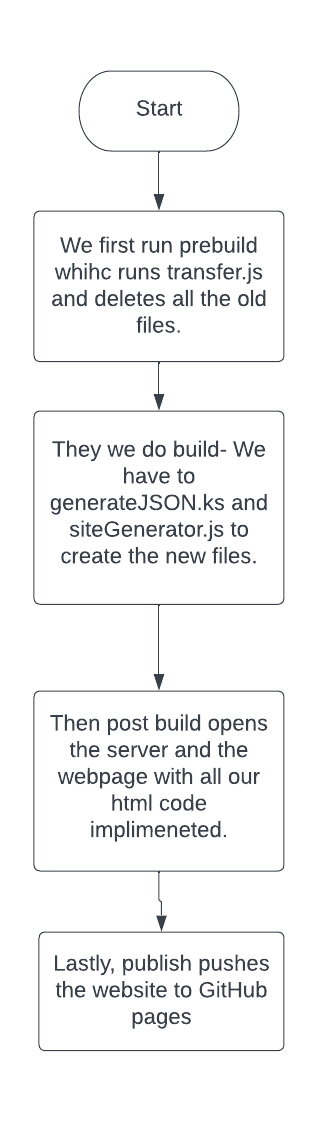 Start
We first run prebuild
whihc runs transfer.js
and deletes all the old
files.
They we do build- We
have to
generateJSON.ks and
siteGenerator.js to
create the new files.
Then post build opens
the server and the
webpage with all our
html code
implimeneted.
Lastly, publish pushes
the website to GitHub
pages